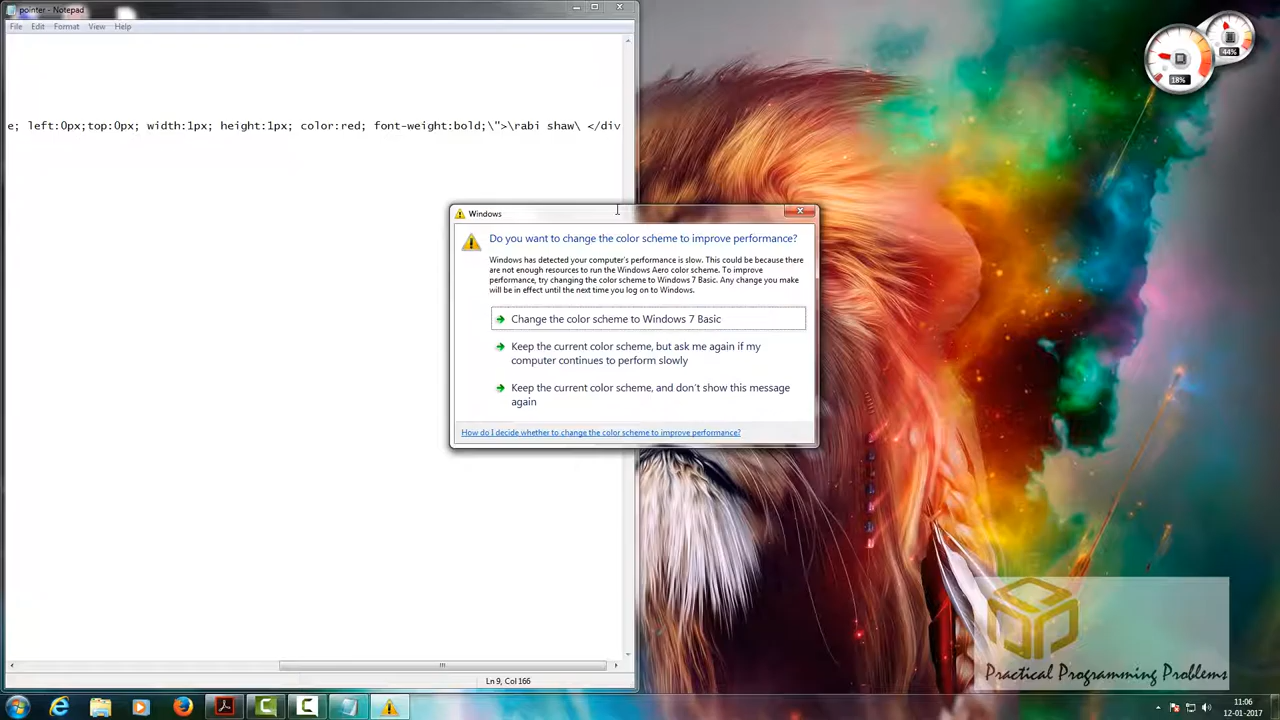 pointer - Notepad
File Edit Format View Help
e; left:0px;top:0px; width:1px; height:1px; color:red; font-weight:bold;\">\rabi shaw\ </div
Windows
Do you want to change the color scheme to improve performance?
Windows has detected your computer's performance is slow. This could be because there
are not enough resources to run the Windows Aero color scheme. To improve
performance, try changing the color scheme to Windows 7 Basic. Any change you make
will be in effect until the next time you log on to Windows.
Change the color scheme to Windows 7 Basic
Keep the current color scheme, but ask me again if my
computer continues to perform slowly
Keep the current color scheme, and don't show this message
again
How do I decide whether to change the color scheme to improve performance?
44%
18%
Practical Programming Problems
Ln 9, Col 166
11:06
12-01-2017